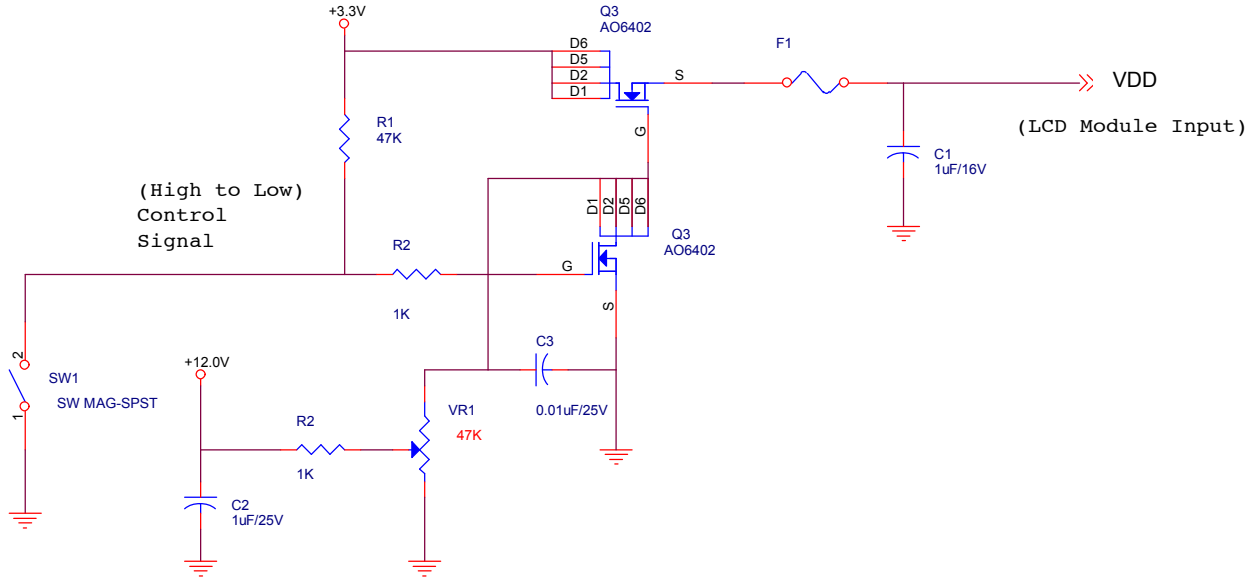 +3.3V
Q3
AO6402
D6
D5
D2
D1
S
G
F1
VDD
(LCD Module Input)
R1
47K
C1
1uF/16V
(High to Low)
Control
Signal
D1
D2
D5
D6
Q3
AO6402
R2
1K
G
S
2
1
SW1
SW MAG-SPST
+12.0V
C3
0.01uF/25V
R2
1K
VR1
47K
C2
1uF/25V